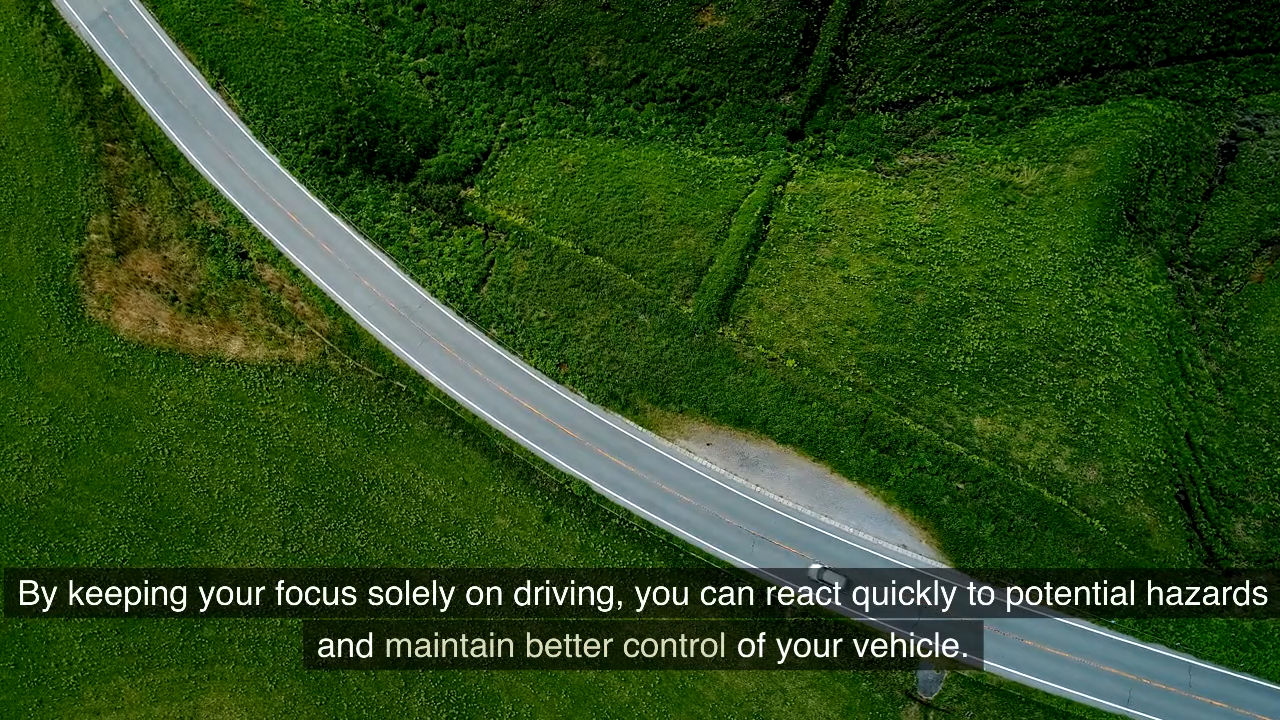 By keeping your focus solely on driving, you can react quickly to potential hazards
and maintain better control of your vehicle.